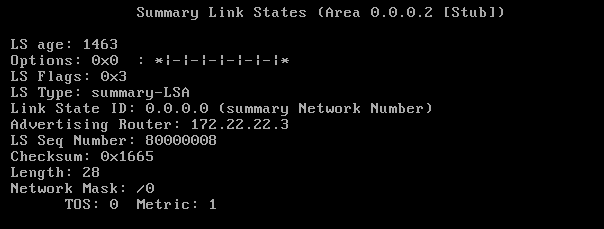 Summary Link States (Area 0.0.0.2 [Stub])
LS age: 1463
Options: 0x0  : *|-|-|-|-|-|-|*
LS Flags: 0x3
LS Type: summary-LSA
Link State ID: 0.0.0.0 (summary Network Number)
Advertising Router: 172.22.22.3
LS Seq Number: 80000008
Checksum: 0x1665
Length: 28
Network Mask: /0
TOS: 0  Metric: 1